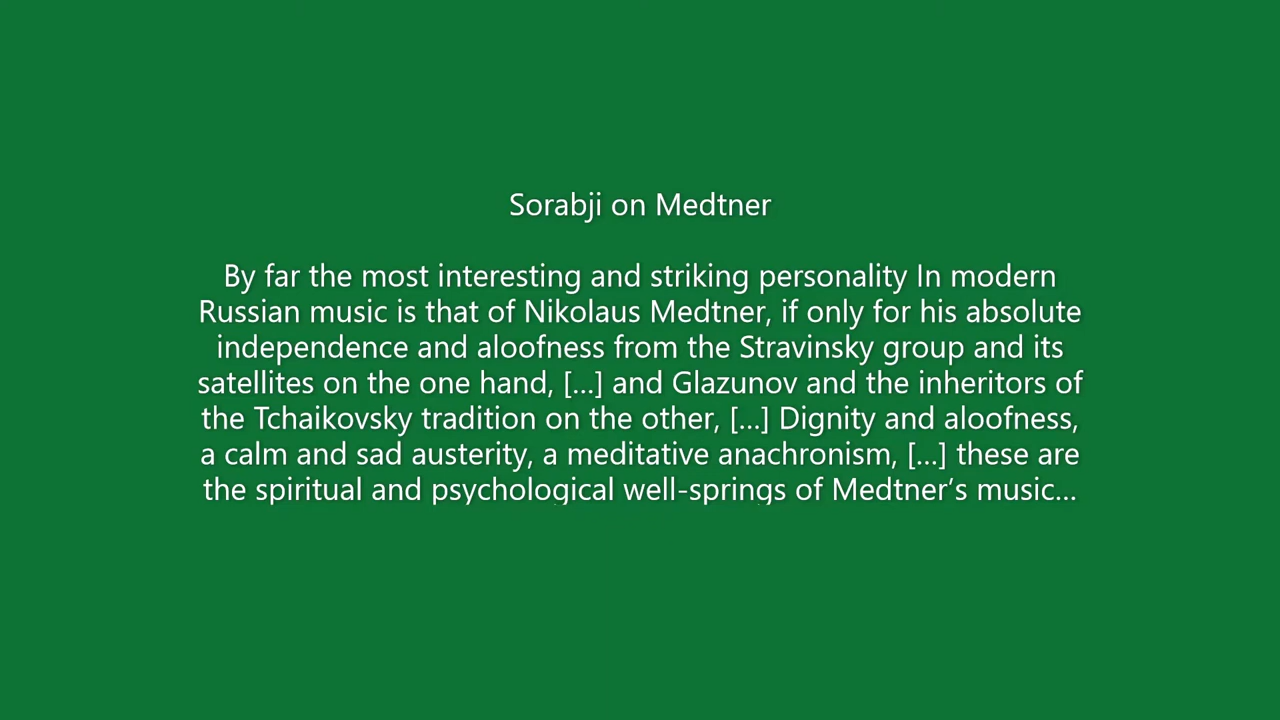 Sorabji on Medtner
By far the most interesting and striking personality In modern
Russian music is that of Nikolaus Medtner, if only for his absolute
independence and aloofness from the Stravinsky group and its
satellites on the one hand, [...] and Glazunov and the inheritors of
the Tchaikovsky tradition on the other, [...] Dignity and aloofness,
a calm and sad austerity, a meditative anachronism, [...] these are
the spiritual and psychological well-springs of Medtner’s music...